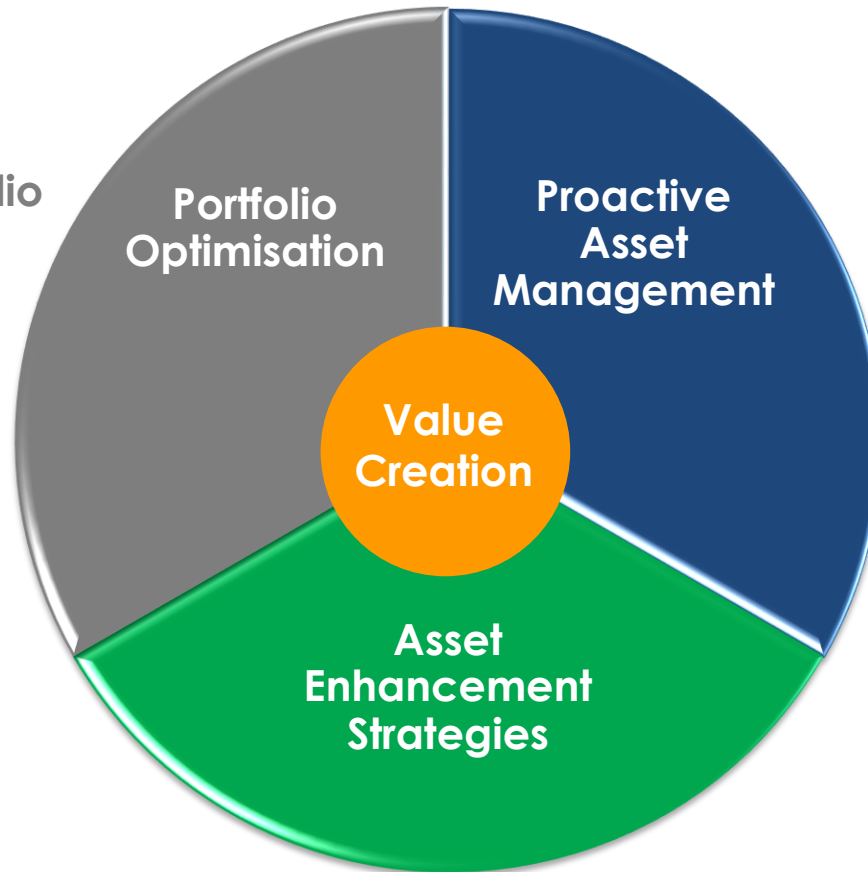 Portfolio
Optimisation
Proactive
Asset
Management
Value
Creation
Asset
Enhancement
Strategies